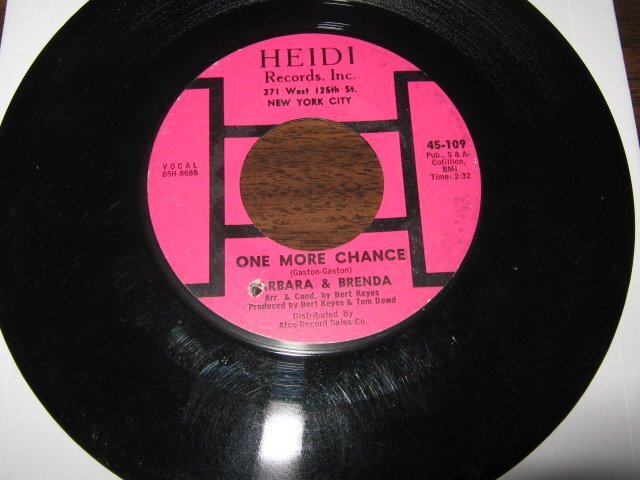 HEIDI
Records, Inc.
271 West 125th St.
NEW YORK CITY
VOCAL
65H-8686
45-109
Pub., S & A-
Cotillion,
BMI
Time: 2:32
ONE MORE CHANCE
(Gaston-Gaston)
ARBARA & BRENDA
Arr. & Cond. by Bert Keyes
Produced by Bert Keyes & Tom Dowd
Distributed By
Atco Record Sales Co.